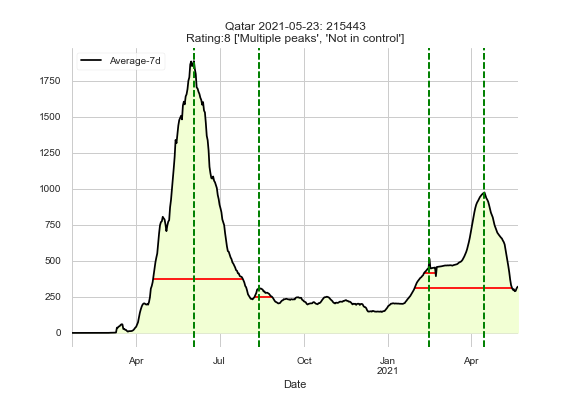 Qatar 2021-05-23: 215443
Rating:8 ['Multiple peaks', 'Not in control']
Average-7d
1750
1500
1250
1000
750
500
250
0
Apr
Jul
Oct
Jan
2021
Apr
Date